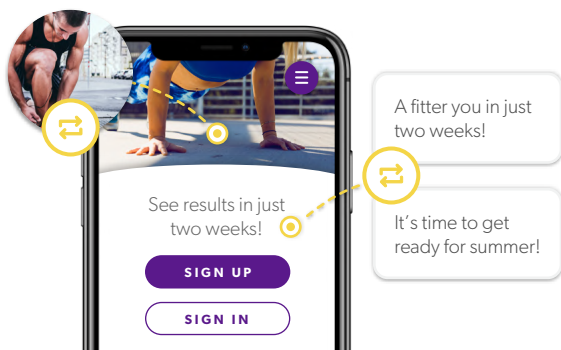 A fitter you in just
two weeks!
See results in just
two weeks!
It's time to get
ready for summer!
SIGN UP
SIGN IN